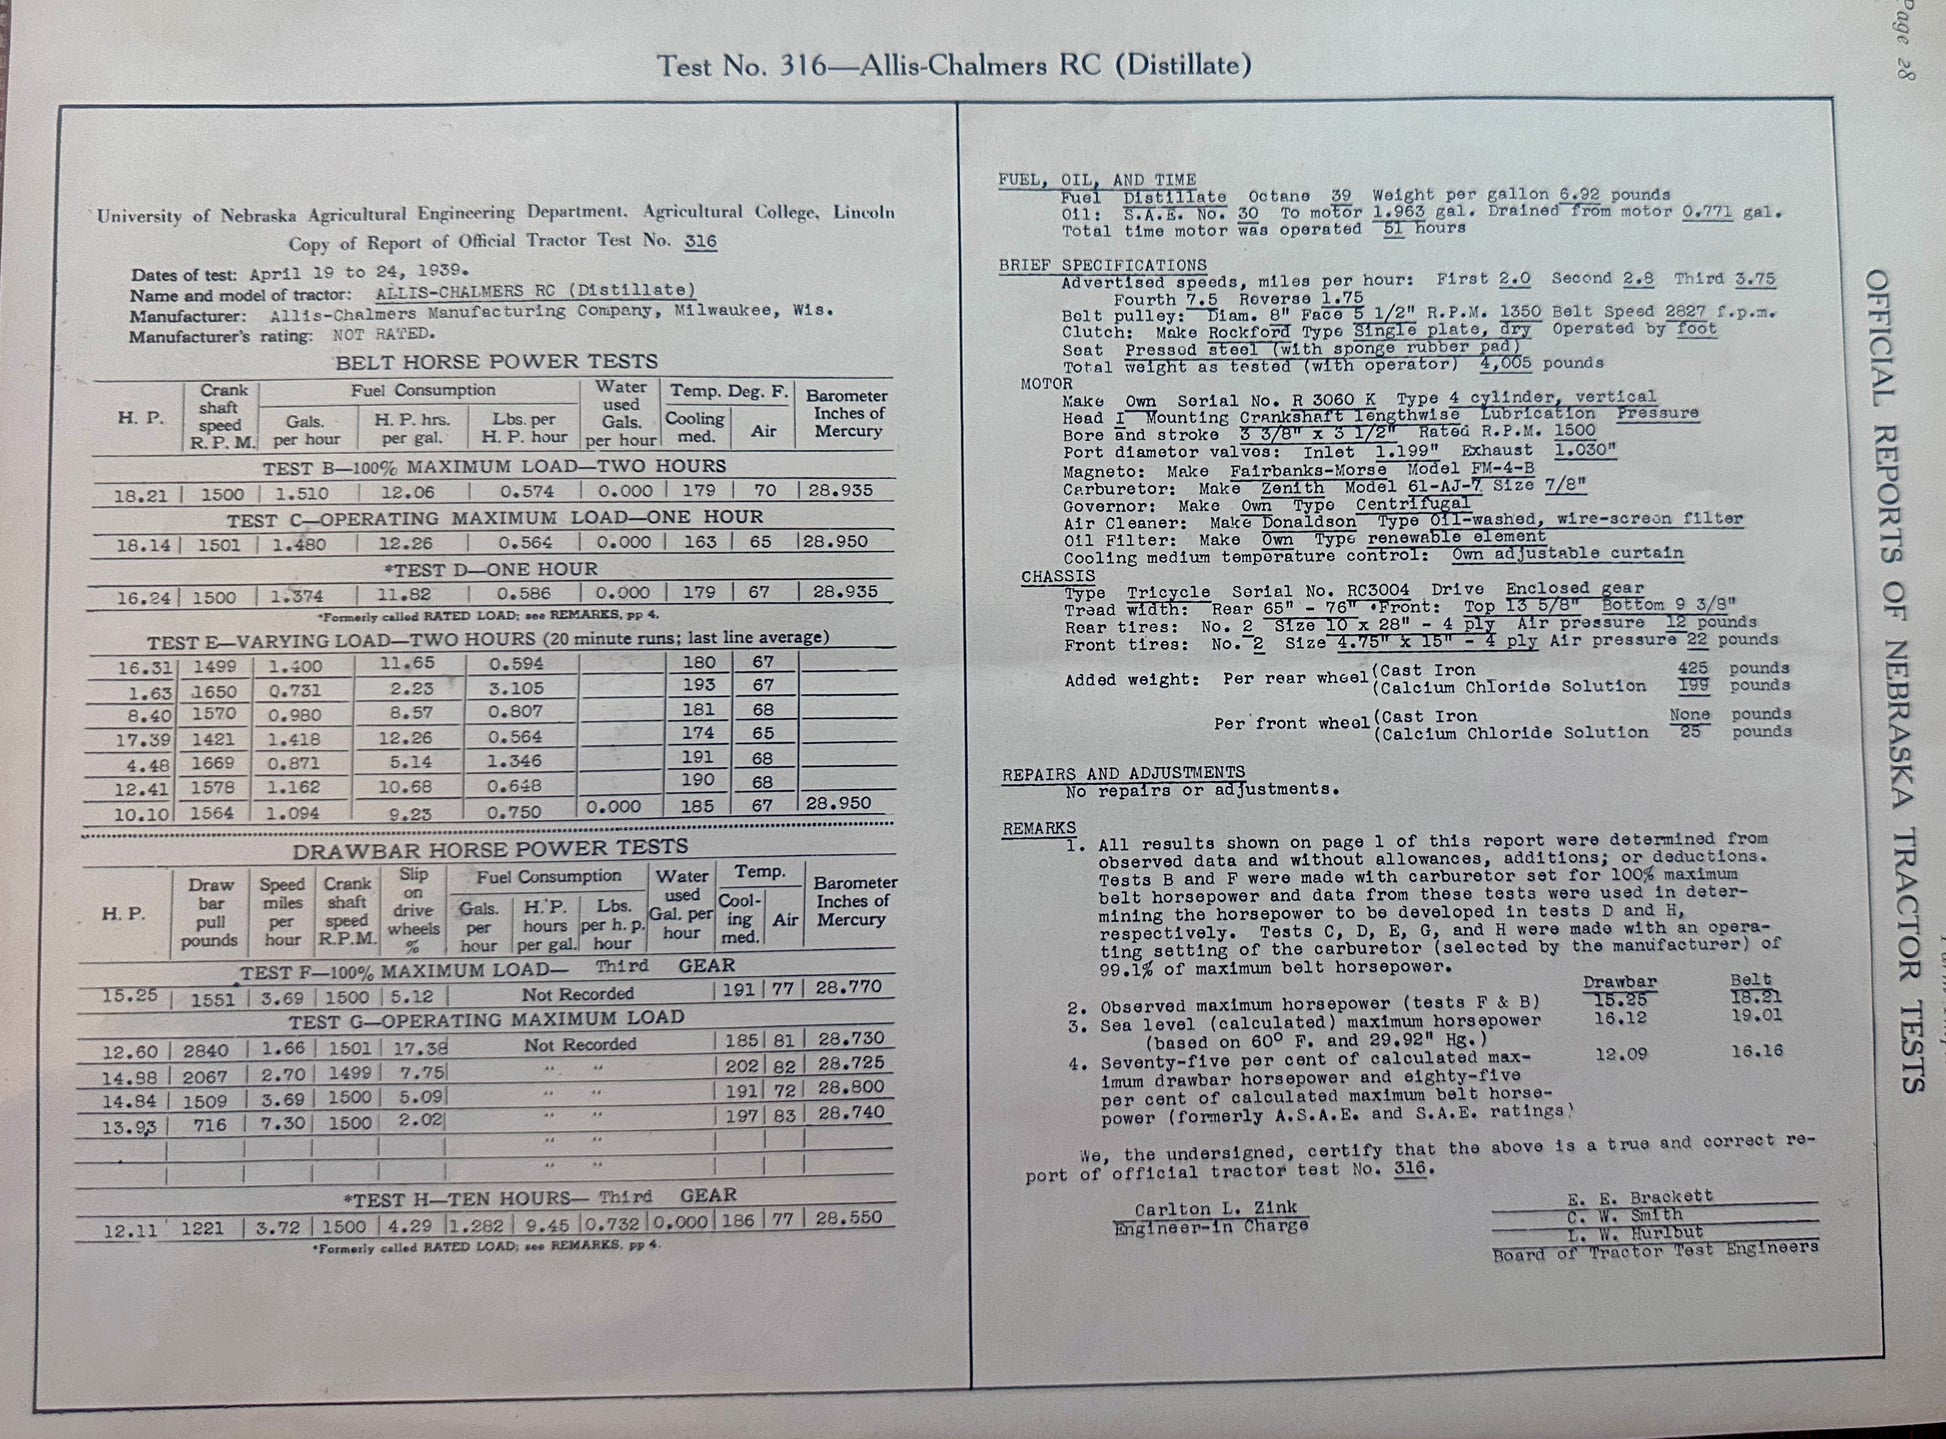 Page 28
Test No. 316—Allis-Chalmers RC (Distillate)
University of Nebraska Agricultural Engineering Department, Agricultural College, Lincoln
Copy of Report of Official Tractor Test No. 316
Dates of test: April 19 to 24, 1939.
Name and model of tractor: ALLIS-CHALMERS RC (Distillate)
Manufacturer: Allis-Chalmers Manufacturing Company, Milwaukee, Wis.
Manufacturer's rating: NOT RATED.
BELT HORSE POWER TESTS
H. P. | Crank shaft speed R. P. M. | Fuel Consumption | Water used Gals. per hour | Temp. Deg. F. | Barometer Inches of Mercury
Gals. per hour | H. P. hrs. per gal. | Lbs. per H. P. hour | Cooling med. | Air
TEST B—100% MAXIMUM LOAD—TWO HOURS
18.21 | 1500 | 1.510 | 12.06 | 0.574 | 0.000 | 179 | 70 | 28.935
TEST C—OPERATING MAXIMUM LOAD—ONE HOUR
18.14 | 1501 | 1.480 | 12.26 | 0.564 | 0.000 | 163 | 65 | 28.950
*TEST D—ONE HOUR
16.24 | 1500 | 1.374 | 11.82 | 0.586 | 0.000 | 179 | 67 | 28.935
*Formerly called RATED LOAD; see REMARKS, pp 4.
TEST E—VARYING LOAD—TWO HOURS (20 minute runs; last line average)
16.31 | 1499 | 1.400 | 11.65 | 0.594 | 180 | 67
1.63 | 1650 | 0.731 | 2.23 | 3.105 | 193 | 67
8.40 | 1570 | 0.980 | 8.57 | 0.807 | 181 | 68
17.39 | 1421 | 1.418 | 12.26 | 0.564 | 174 | 65
4.48 | 1669 | 0.871 | 5.14 | 1.346 | 191 | 68
12.41 | 1578 | 1.162 | 10.68 | 0.648 | 190 | 68
10.10 | 1564 | 1.094 | 9.23 | 0.750 | 0.000 | 185 | 67 | 28.950
DRAWBAR HORSE POWER TESTS
H. P. | Draw bar pull pounds | Speed miles per hour | Crank shaft speed R.P.M. | Slip on drive wheels % | Fuel Consumption | Water used Gal. per hour | Temp. | Barometer Inches of Mercury
Gals. per hour | H. P. hours per gal. | Lbs. per h. p. hour | Cool-ing med. | Air
TEST F—100% MAXIMUM LOAD— Third GEAR
15.25 | 1551 | 3.69 | 1500 | 5.12 | Not Recorded | 191 | 77 | 28.770
TEST G—OPERATING MAXIMUM LOAD
12.60 | 2840 | 1.66 | 1501 | 17.38 | Not Recorded | 185 | 81 | 28.730
14.88 | 2067 | 2.70 | 1499 | 7.75 | " " | 202 | 82 | 28.725
14.84 | 1509 | 3.69 | 1500 | 5.09 | " " | 191 | 72 | 28.800
13.93 | 716 | 7.30 | 1500 | 2.02 | " " | 197 | 83 | 28.740
" "
" "
*TEST H—TEN HOURS— Third GEAR
12.11 | 1221 | 3.72 | 1500 | 4.29 | 1.282 | 9.45 | 0.732 | 0.000 | 186 | 77 | 28.550
*Formerly called RATED LOAD; see REMARKS, pp 4.
FUEL, OIL, AND TIME
Fuel Distillate Octane 39 Weight per gallon 6.92 pounds
Oil: S.A.E. No. 30 To motor 1.963 gal. Drained from motor 0.771 gal.
Total time motor was operated 51 hours
BRIEF SPECIFICATIONS
Advertised speeds, miles per hour: First 2.0 Second 2.8 Third 3.75
Fourth 7.5 Reverse 1.75
Belt pulley: Diam. 8" Face 5 1/2" R.P.M. 1350 Belt Speed 2827 f.p.m.
Clutch: Make Rockford Type Single plate, dry Operated by foot
Seat Pressed steel (with sponge rubber pad)
Total weight as tested (with operator) 4,005 pounds
MOTOR
Make Own Serial No. R 3060 K Type 4 cylinder, vertical
Head I Mounting Crankshaft lengthwise Lubrication Pressure
Bore and stroke 3 3/8" x 3 1/2" Rated R.P.M. 1500
Port diameter valves: Inlet 1.199" Exhaust 1.030"
Magneto: Make Fairbanks-Morse Model FM-4-B
Carburetor: Make Zenith Model 61-AJ-7 Size 7/8"
Governor: Make Own Type Centrifugal
Air Cleaner: Make Donaldson Type Oil-washed, wire-screen filter
Oil Filter: Make Own Type renewable element
Cooling medium temperature control: Own adjustable curtain
CHASSIS
Type Tricycle Serial No. RC3004 Drive Enclosed gear
Tread width: Rear 65" - 76" Front: Top 13 5/8" Bottom 9 3/8"
Rear tires: No. 2 Size 10 x 28" - 4 ply Air pressure 12 pounds
Front tires: No. 2 Size 4.75" x 15" - 4 ply Air pressure 22 pounds
Added weight: Per rear wheel (Cast Iron 425 pounds
(Calcium Chloride Solution 199 pounds
Per front wheel (Cast Iron None pounds
(Calcium Chloride Solution 25 pounds
REPAIRS AND ADJUSTMENTS
No repairs or adjustments.
REMARKS
1. All results shown on page 1 of this report were determined from
observed data and without allowances, additions; or deductions.
Tests B and F were made with carburetor set for 100% maximum
belt horsepower and data from these tests were used in deter-
mining the horsepower to be developed in tests D and H,
respectively. Tests C, D, E, G, and H were made with an opera-
ting setting of the carburetor (selected by the manufacturer) of
99.1% of maximum belt horsepower.
Drawbar Belt
2. Observed maximum horsepower (tests F & B) 15.25 18.21
3. Sea level (calculated) maximum horsepower 16.12 19.01
(based on 60° F. and 29.92" Hg.)
4. Seventy-five per cent of calculated max- 12.09 16.16
imum drawbar horsepower and eighty-five
per cent of calculated maximum belt horse-
power (formerly A.S.A.E. and S.A.E. ratings)
We, the undersigned, certify that the above is a true and correct re-
port of official tractor test No. 316.
Carlton L. Zink
Engineer-in Charge
E. E. Brackett
C. W. Smith
L. W. Hurlbut
Board of Tractor Test Engineers
OFFICIAL REPORTS OF NEBRASKA TRACTOR TESTS